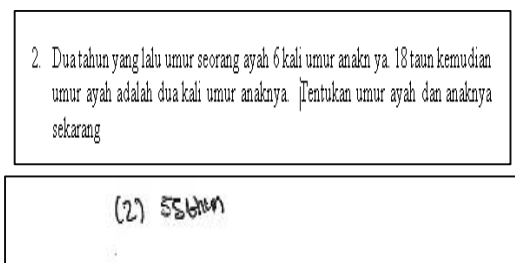 2. Dua tahun yang lalu umur seorang ayah 6 kali umur anakn ya. 18 taun kemudian
umur ayah adalah dua kali umur anaknya. Tentukan umur ayah dan anaknya
sekarang
(2) 55